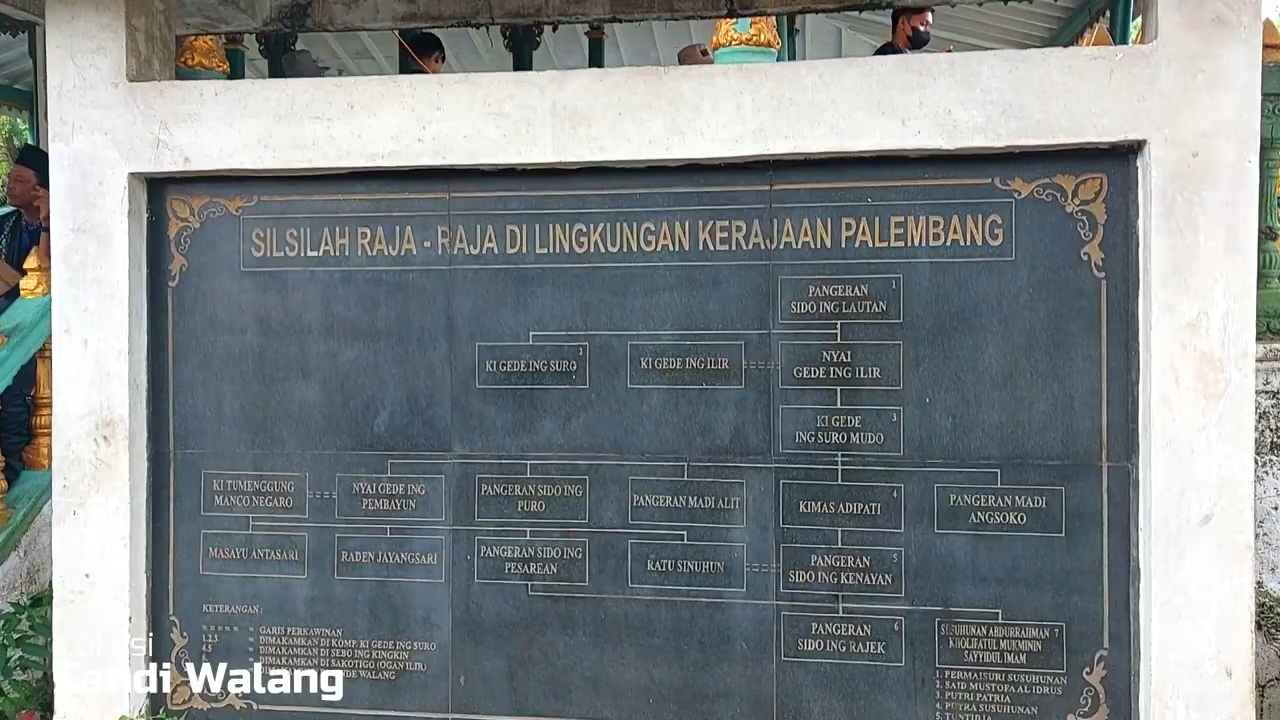 SILSILAH RAJA - RAJA DI LINGKUNGAN KERAJAAN PALEMBANG
PANGERAN 1
SIDO ING LAUTAN
KI GEDE ING SURO 2
KI GEDE ING ILIR
NYAI
GEDE ING ILIR
KI GEDE 3
ING SURO MUDO
KI TUMENGGUNG
MANCO NEGARO
NYAI GEDE ING
PEMBAYUN
PANGERAN SIDO ING
PURO
PANGERAN MADI ALIT
KIMAS ADIPATI 4
PANGERAN MADI
ANGSOKO
MASAYU ANTASARI
RADEN JAYANGSARI
PANGERAN SIDO ING
PESAREAN
RATU SINUHUN
PANGERAN 5
SIDO ING KENAYAN
PANGERAN 6
SIDO ING RAJEK
SUSUHUNAN ABDURRAHMAN 7
KHOLIFATUL MUKMININ
SAYYIDUL IMAM
KETERANGAN :
: GARIS PERKAWINAN
1.2.3. : DIMAKAMKAN DI KOMP. KI GEDE ING SURO
4.5 : DIMAKAMKAN DI SEBO ING KINGKIN
DIMAKAMKAN DI SAKOTIGO (OGAN ILIR)
WALANG
1. PERMAISURI SUSUHUNAN
2. SAID MUSTOFA AL IDRUS
3. PUTRI PATRIA
4. PUTRA SUSUHUNAN
Candi Walang